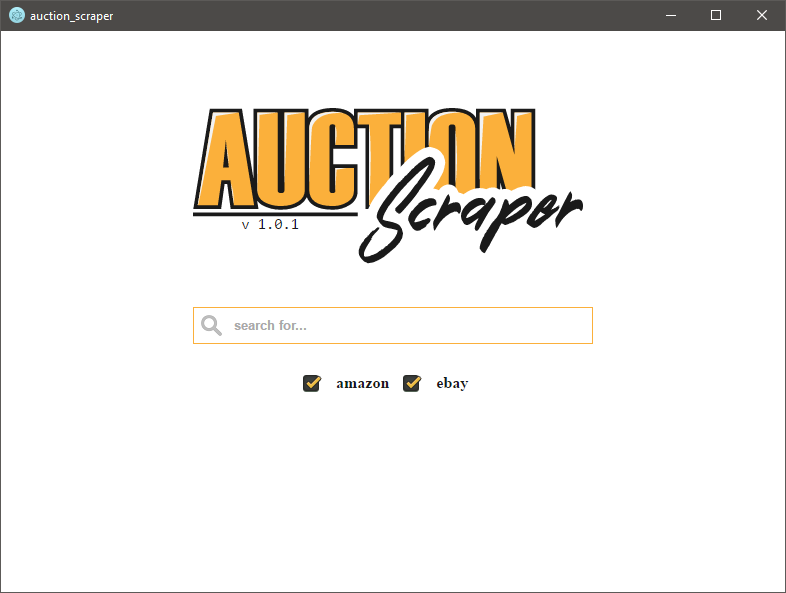 auction_scraper
AUCTION
Scraper
v 1.0.1
search for...
amazon ebay